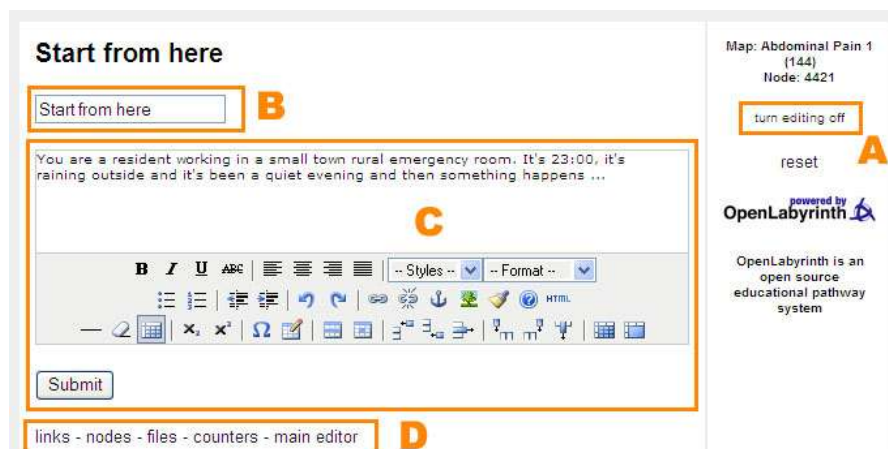 Start from here
Start from here
B
You are a resident working in a small town rural emergency room. It's 23:00, it's
raining outside and it's been a quiet evening and then something happens ...
C
B I U ABC -- Styles -- -- Format --
HTML
x₂ x² Ω
Submit
links - nodes - files - counters - main editor
D
Map: Abdominal Pain 1
(144)
Node: 4421
turn editing off
A
reset
powered by
OpenLabyrinth
OpenLabyrinth is an
open source
educational pathway
system